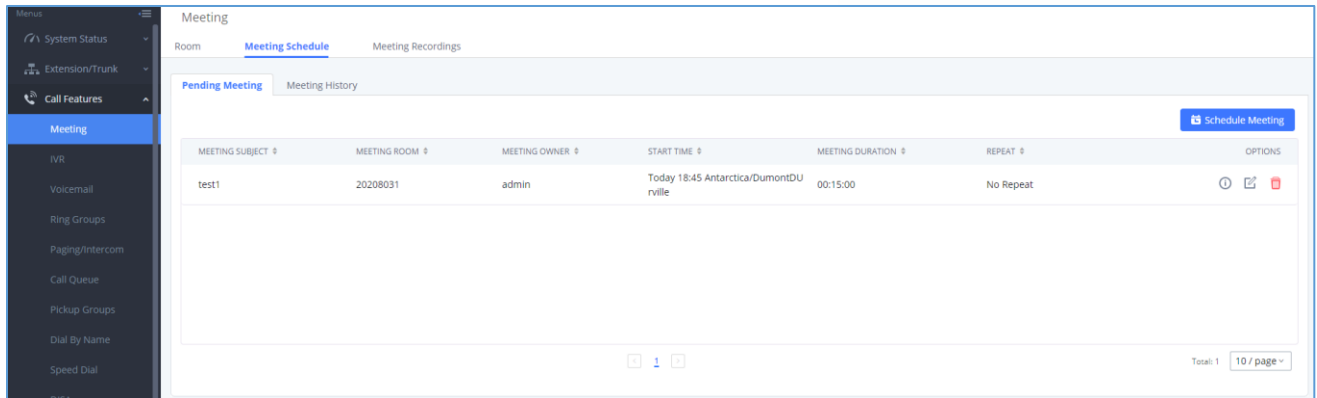 Menus
System Status
Extension/Trunk
Call Features
Meeting
IVR
Voicemail
Ring Groups
Paging/Intercom
Call Queue
Pickup Groups
Dial By Name
Speed Dial
Meeting
Room Meeting Schedule Meeting Recordings
Pending Meeting Meeting History
Schedule Meeting
MEETING SUBJECT MEETING ROOM MEETING OWNER START TIME MEETING DURATION REPEAT OPTIONS
test1 20208031 admin Today 18:45 Antarctica/DumontDU 00:15:00 No Repeat
rville
1
Total: 1 10 / page